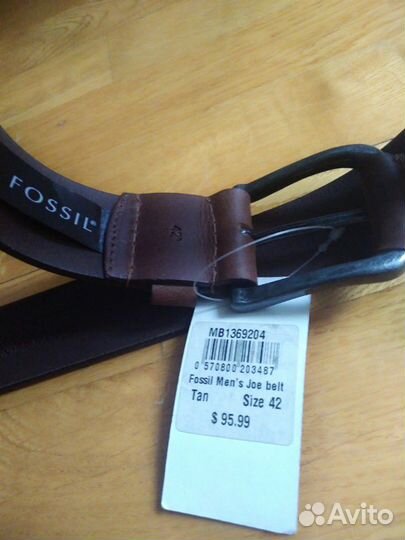 FOSSIL®
42
MB1369204
0 570800 203487
Fossil Men's Joe belt
Tan Size 42
$ 95.99
Avito